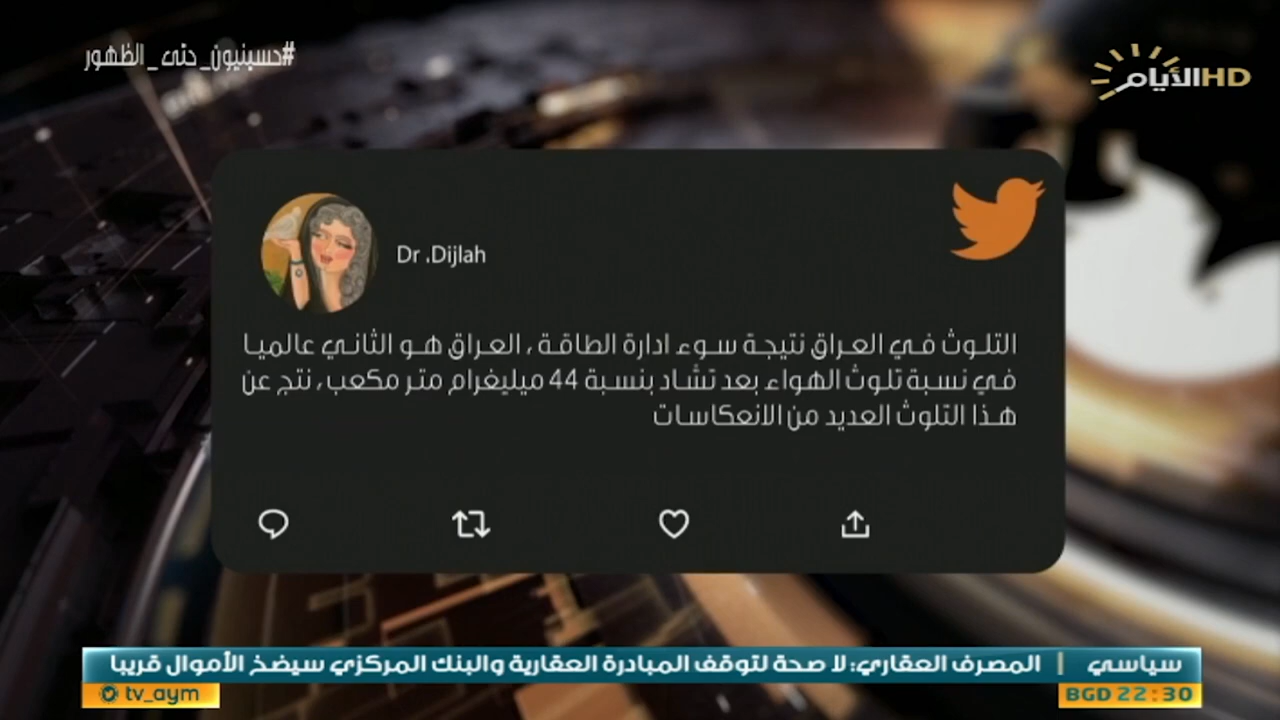 #حسينيون_حتى_الظهور
الأيام HD
Dr .Dijlah
التلوث في العراق نتيجة سوء ادارة الطاقة ، العراق هو الثاني عالميا
في نسبة تلوث الهواء بعد تشاد بنسبة 44 ميليغرام متر مكعب ، نتج عن
هذا التلوث العديد من الانعكاسات
سياسي | المصرف العقاري: لا صحة لتوقف المبادرة العقارية والبنك المركزي سيضخ الأموال قريبا
tv_aym
BGD 22:30